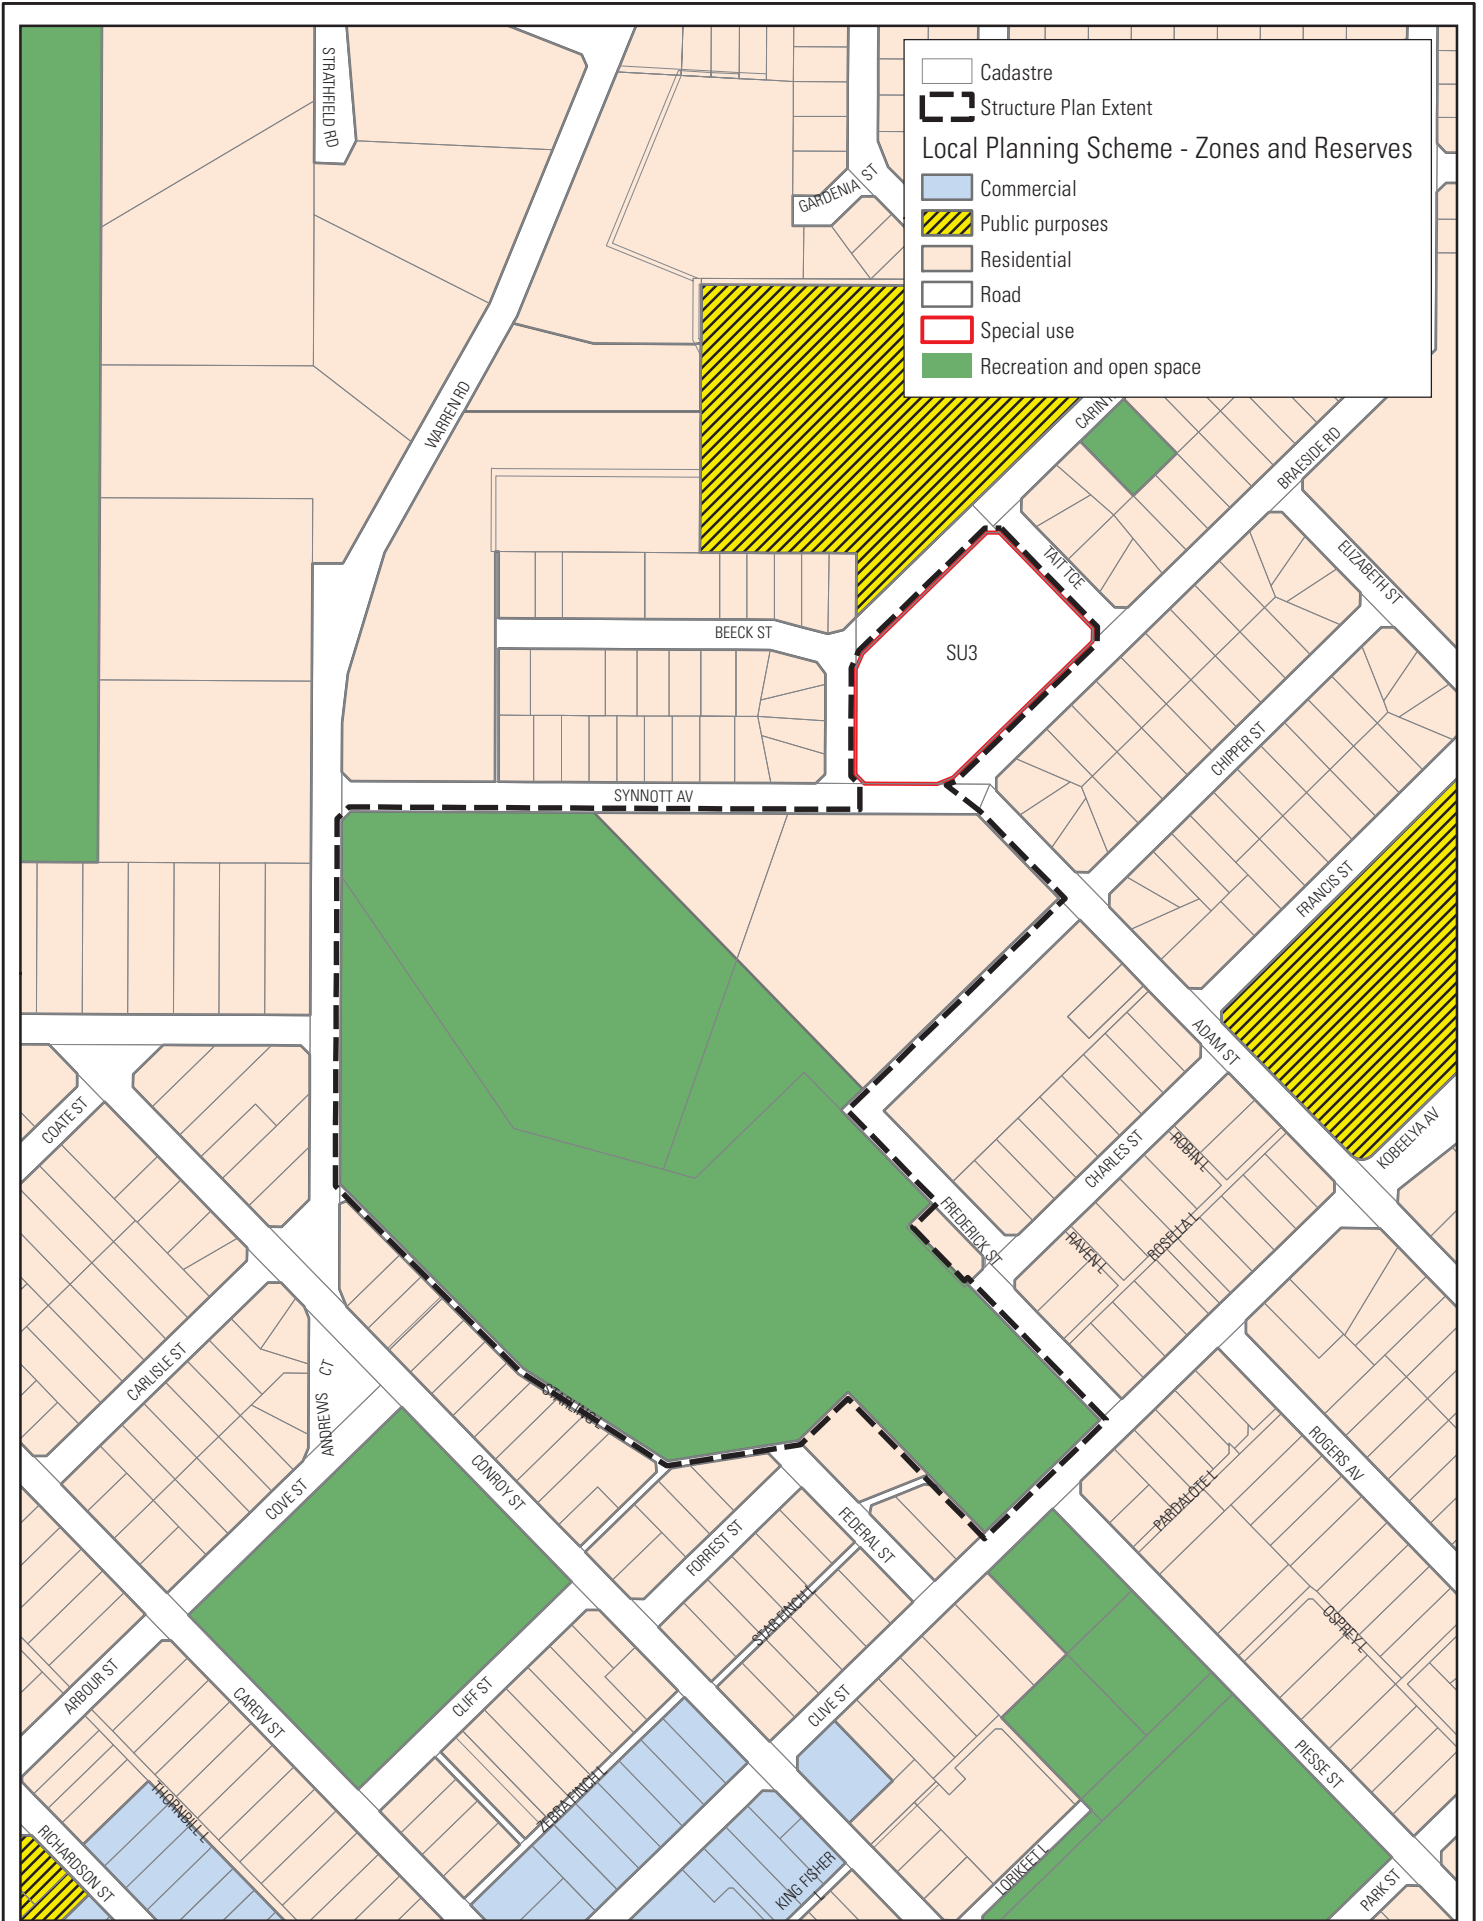 STRATHFIELD RD
GARDENIA ST
Cadastre
Structure Plan Extent
Local Planning Scheme - Zones and Reserves
Commercial
Public purposes
Residential
Road
Special use
Recreation and open space
WARREN RD
BRAESIDE RD
TAIT TCE
ELIZABETH ST
BEECK ST
SU3
CHIPPER ST
SYNNOTT AV
FRANCIS ST
ADAM ST
COATE ST
KOBEELYA AV
CHARLES ST
ROBIN L
FREDERICK ST
RAVEN L
ROSELLA L
CARLISLE ST
ANDREWS CT
STARLING L
ROGERS AV
CONROY ST
COVE ST
PARDALOTE L
FEDERAL ST
FORREST ST
STAR FINCH L
OSPREY L
ARBOUR ST
CAREW ST
CLIFF ST
CLIVE ST
PIESSE ST
ZEBRA FINCH L
THORNBILL L
RICHARDSON ST
KING FISHER L
LORIKEET L
PARK ST